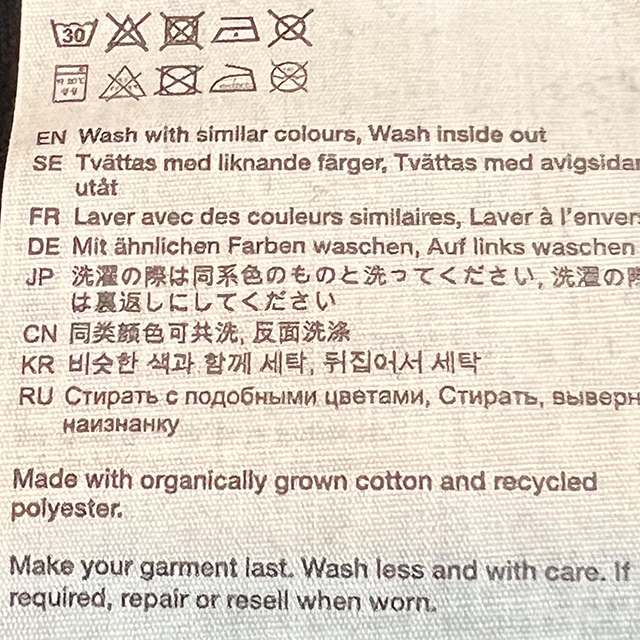 30
EN Wash with similar colours, Wash inside out
SE Tvättas med liknande färger, Tvättas med avigsidan
utåt
FR Laver avec des couleurs similaires, Laver à l'envers
DE Mit ähnlichen Farben waschen, Auf links waschen
JP 洗濯の際は同系色のものと洗ってください, 洗濯の際
は裏返しにしてください
CN 同类颜色可共洗, 反面洗涤
KR 비슷한 색과 함께 세탁, 뒤집어서 세탁
RU Стирать с подобными цветами, Стирать, выверн
наизнанку
Made with organically grown cotton and recycled
polyester.
Make your garment last. Wash less and with care. If
required, repair or resell when worn.